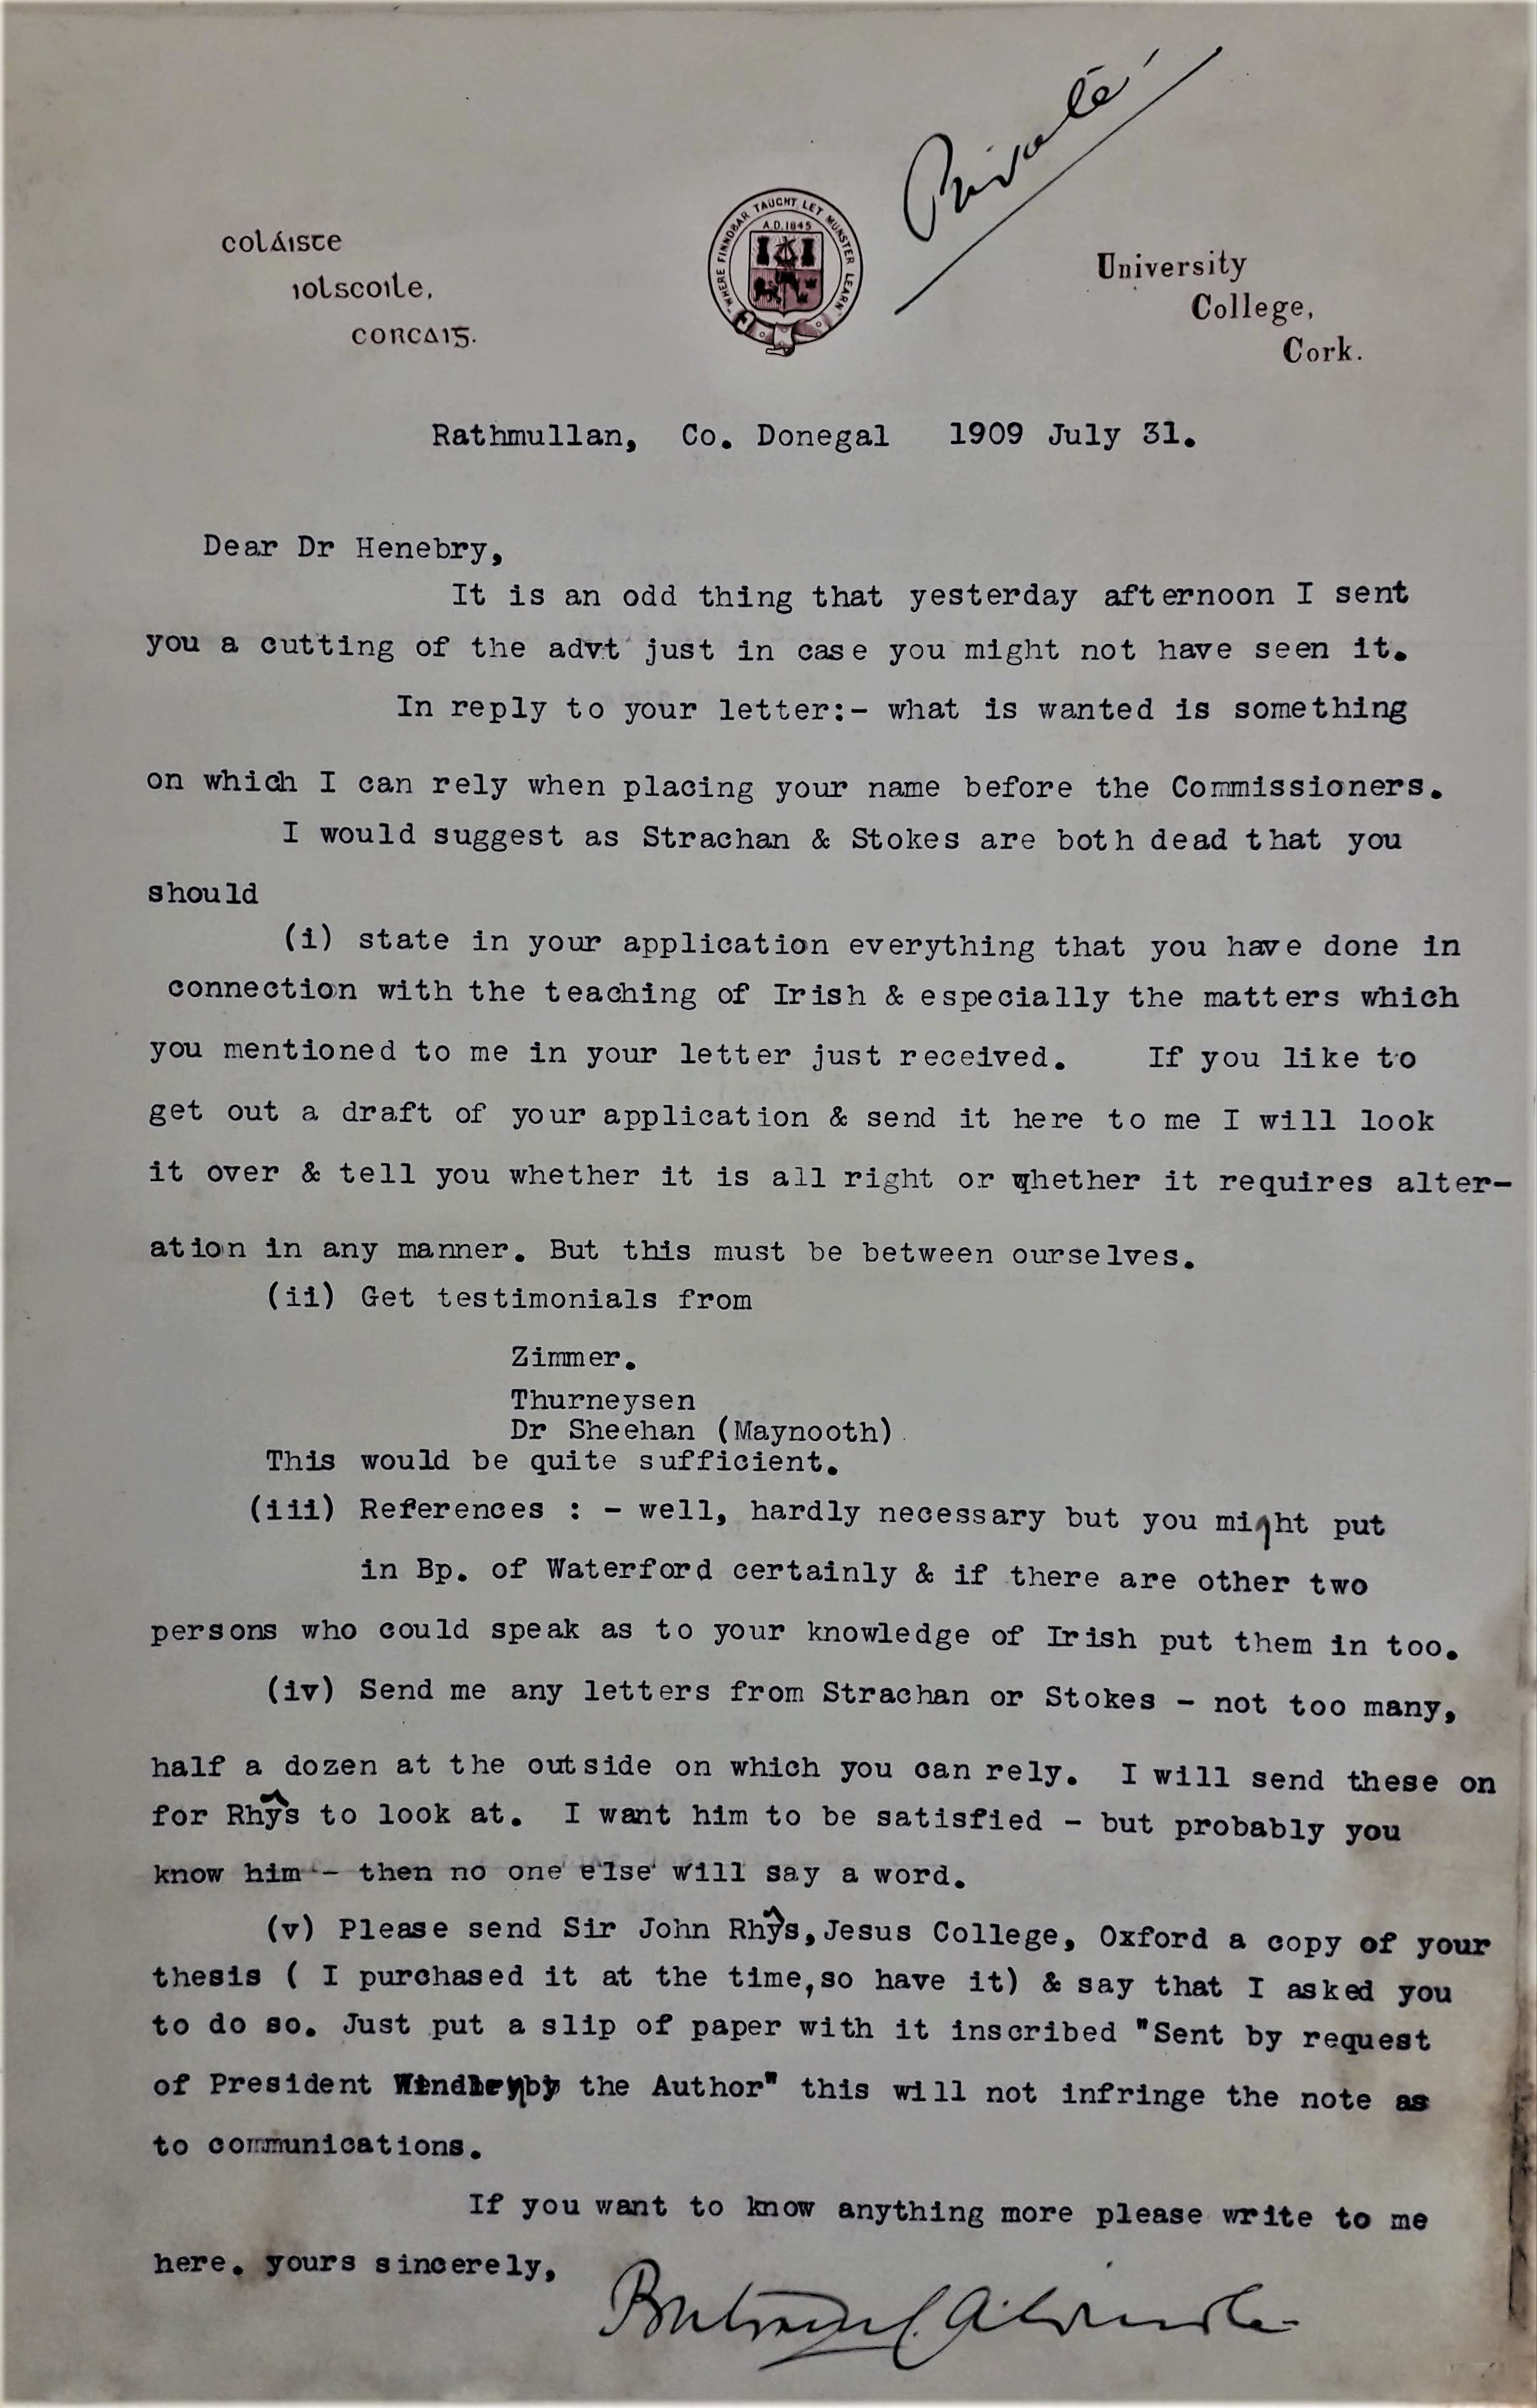 Private
COLÁISTE
IOLSCOILE,
CORCAIĠ.
"WHERE FINNBAR TAUGHT LET MUNSTER LEARN"
A.D. 1845
University
College,
Cork.
Rathmullan, Co. Donegal 1909 July 31.
Dear Dr Henebry,
It is an odd thing that yesterday afternoon I sent
you a cutting of the advt just in case you might not have seen it.
In reply to your letter:- what is wanted is something
on which I can rely when placing your name before the Commissioners.
I would suggest as Strachan & Stokes are both dead that you
should
(i) state in your application everything that you have done in
connection with the teaching of Irish & especially the matters which
you mentioned to me in your letter just received. If you like to
get out a draft of your application & send it here to me I will look
it over & tell you whether it is all right or whether it requires alter-
ation in any manner. But this must be between ourselves.
(ii) Get testimonials from
Zimmer.
Thurneysen
Dr Sheehan (Maynooth)
This would be quite sufficient.
(iii) References : - well, hardly necessary but you might put
in Bp. of Waterford certainly & if there are other two
persons who could speak as to your knowledge of Irish put them in too.
(iv) Send me any letters from Strachan or Stokes - not too many,
half a dozen at the outside on which you can rely. I will send these on
for Rhŷs to look at. I want him to be satisfied - but probably you
know him - then no one else will say a word.
(v) Please send Sir John Rhŷs, Jesus College, Oxford a copy of your
thesis ( I purchased it at the time, so have it) & say that I asked you
to do so. Just put a slip of paper with it inscribed "Sent by request
of President Windle by the Author" this will not infringe the note as
to communications.
If you want to know anything more please write to me
here. yours sincerely,
Bertram C. A. Windle